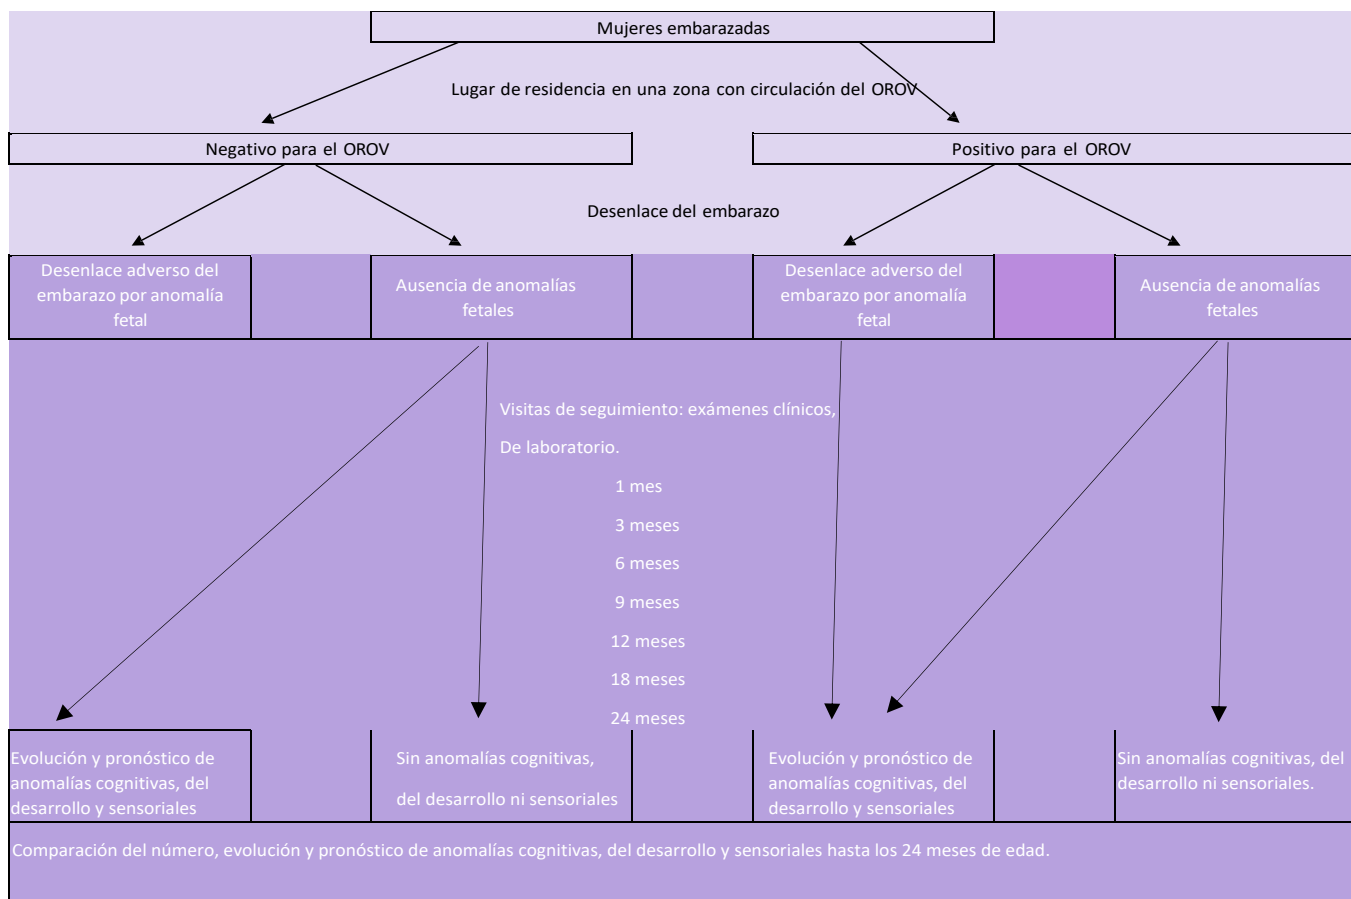 Mujeres embarazadas
Lugar de residencia en una zona con circulación del OROV
Negativo para el OROV
Positivo para el OROV
Desenlace del embarazo
Desenlace adverso del
embarazo por anomalía
fetal
Ausencia de anomalías
fetales
Desenlace adverso del
embarazo por anomalía
fetal
Ausencia de anomalías
fetales
Visitas de seguimiento: exámenes clínicos,
De laboratorio.
1 mes
3 meses
6 meses
9 meses
12 meses
18 meses
24 meses
Evolución y pronóstico de
anomalías cognitivas, del
desarrollo y sensoriales
Sin anomalías cognitivas,
del desarrollo ni sensoriales
Evolución y pronóstico de
anomalías cognitivas, del
desarrollo y sensoriales
Sin anomalías cognitivas, del
desarrollo ni sensoriales.
Comparación del número, evolución y pronóstico de anomalías cognitivas, del desarrollo y sensoriales hasta los 24 meses de edad.